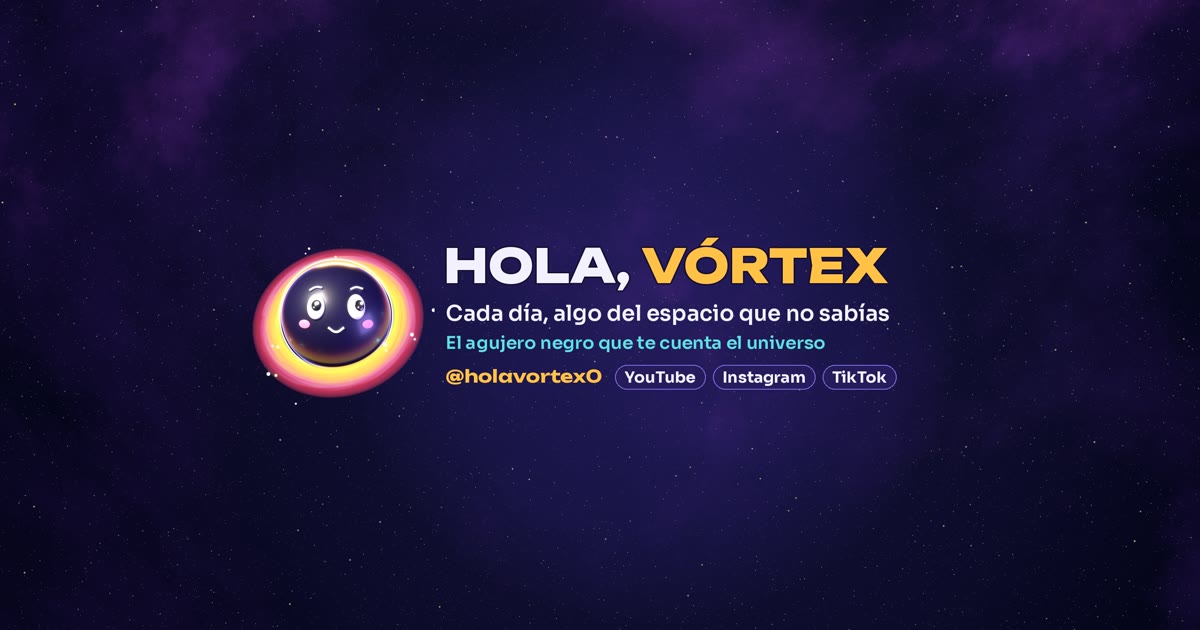 HOLA, VÓRTEX
Cada día, algo del espacio que no sabías
El agujero negro que te cuenta el universo
@holavortex0 YouTube Instagram TikTok